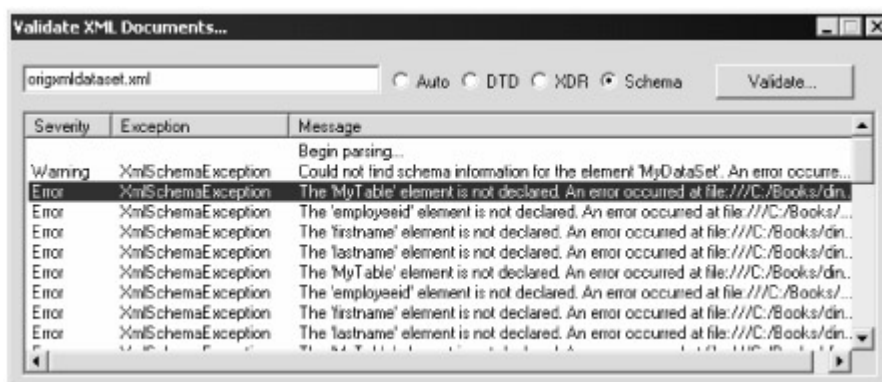 Validate XML Documents...
origxmldataset.xml Auto DTD XDR Schema Validate...
Severity Exception Message
Begin parsing...
Warning XmlSchemaException Could not find schema information for the element 'MyDataSet'. An error occurre...
Error XmlSchemaException The 'MyTable' element is not declared. An error occurred at file:///C:/Books/din...
Error XmlSchemaException The 'employeeid' element is not declared. An error occurred at file:///C:/Books/...
Error XmlSchemaException The 'firstname' element is not declared. An error occurred at file:///C:/Books/din...
Error XmlSchemaException The 'lastname' element is not declared. An error occurred at file:///C:/Books/din...
Error XmlSchemaException The 'MyTable' element is not declared. An error occurred at file:///C:/Books/din...
Error XmlSchemaException The 'employeeid' element is not declared. An error occurred at file:///C:/Books/...
Error XmlSchemaException The 'firstname' element is not declared. An error occurred at file:///C:/Books/din...
Error XmlSchemaException The 'lastname' element is not declared. An error occurred at file:///C:/Books/din...